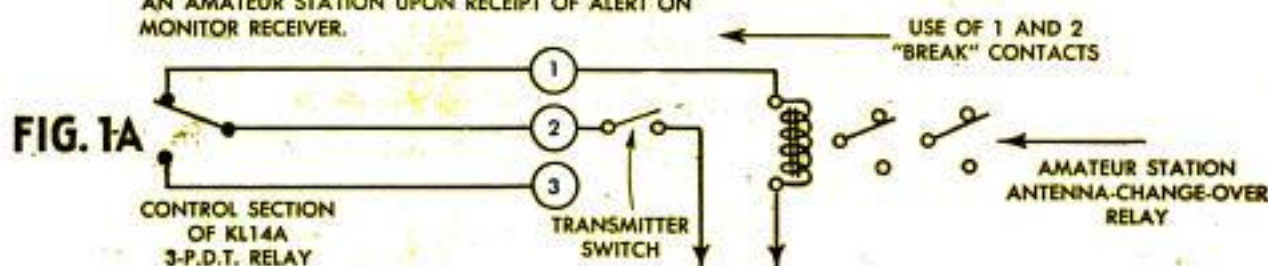 AN AMATEUR STATION UPON RECEIPT OF ALERT ON
MONITOR RECEIVER.
USE OF 1 AND 2
"BREAK" CONTACTS
1
FIG. 1-A
2
3
CONTROL SECTION
OF KL14A
3-P.D.T. RELAY
TRANSMITTER
SWITCH
AMATEUR STATION
ANTENNA-CHANGE-OVER
RELAY